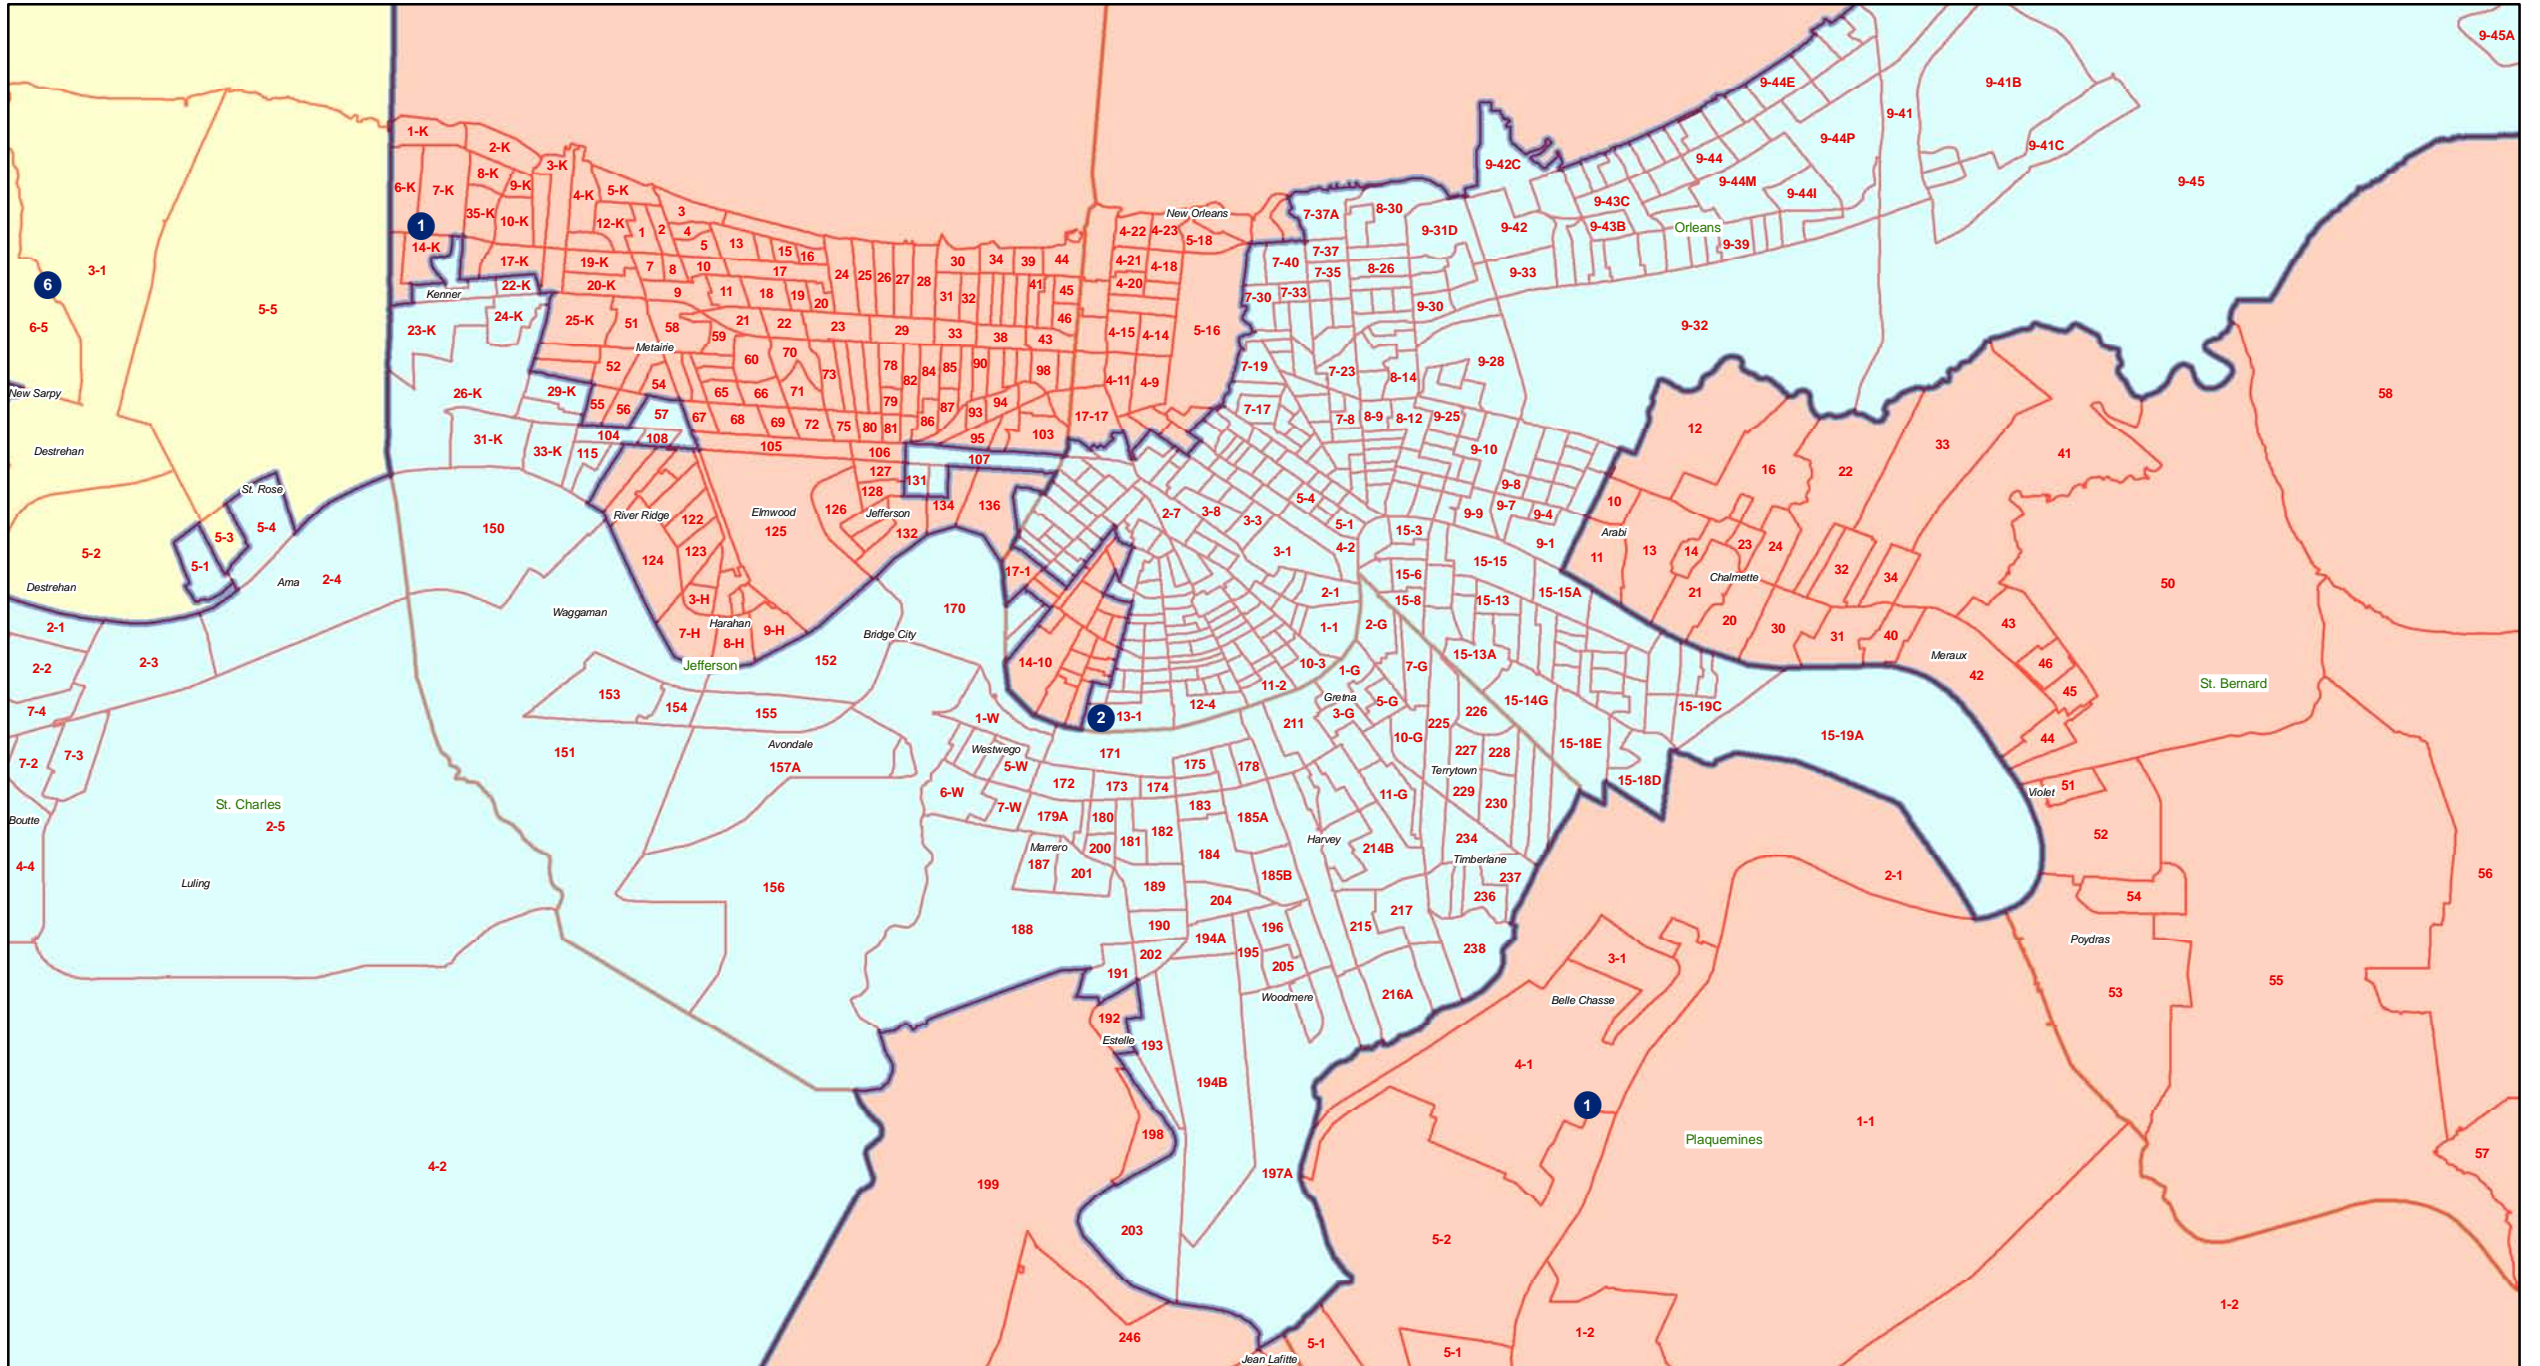 9-45A
9-44E
9-41B
9-41
1-K
9-44P
2-K
9-41C
3-K
9-42C
9-44
8-K
9-K
9-44M
9-45
6-K
7-K
4-K
5-K
9-44I
9-43C
35-K
10-K
12-K
3
New Orleans
7-37A
8-30
1
1
2
4
4-22
4-23
5-18
9-31D
9-42
9-43B
Orleans
14-K
5
13
15
16
7-37
9-39
17-K
19-K
7
8
10
17
30
34
39
44
4-21
4-18
7-40
7-35
8-26
9-33
3-1
6
24
25
26
27
28
41
4-20
22-K
20-K
9
11
18
19
20
45
Kenner
31
32
7-30
7-33
9-30
5-5
24-K
25-K
51
58
21
22
23
29
33
38
43
46
4-15
4-14
5-16
6-5
23-K
59
9-32
Metairie
60
70
52
73
78
82
84
85
90
98
7-19
7-23
8-14
9-28
54
4-11
4-9
New Sarpy
26-K
29-K
65
66
71
55
56
57
79
87
94
93
58
67
68
69
72
75
80
81
86
17-17
7-17
7-8
8-9
8-12
9-25
31-K
104
108
95
103
12
33
Destrehan
33-K
115
105
106
107
9-10
16
22
41
127
131
St. Rose
128
5-4
9-8
10
River Ridge
Elmwood
126
Jefferson
134
136
2-7
3-8
3-3
5-4
5-1
9-9
9-7
9-4
150
122
125
132
15-3
Arabi
5-3
5-2
123
3-1
4-2
9-1
13
14
23
24
11
5-1
124
17-1
15-15
Chalmette
32
34
50
Destrehan
Ama
2-4
15-6
2-1
15-8
15-13
15-15A
21
3-H
Waggaman
170
20
30
31
40
43
2-1
7-H
Harahan
8-H
9-H
Bridge City
1-1
2-G
2-2
2-3
Jefferson
152
14-10
10-3
1-G
7-G
15-13A
Meraux
42
46
45
St. Bernard
153
154
155
11-2
Gretna
5-G
3-G
15-14G
15-19C
7-4
1-W
2
13-1
12-4
211
225
226
44
7-2
7-3
151
Avondale
157A
Westwego
5-W
171
175
178
10-G
227
228
15-18E
15-19A
Terrytown
15-18D
Violet
51
6-W
7-W
172
173
174
11-G
229
230
St. Charles
2-5
Boutte
179A
180
183
185A
182
181
Harvey
234
52
Marrero
200
214B
4-4
187
201
184
Timberlane
237
2-1
56
Luling
156
189
185B
236
54
204
188
190
194A
196
195
215
217
238
Poydras
202
205
3-1
191
216A
Woodmere
Belle Chasse
53
55
192
Estelle
193
4-1
194B
1
1-1
198
Plaquemines
57
4-2
199
197A
203
5-2
1-2
246
5-1
1-2
5-1
Jean Lafitte